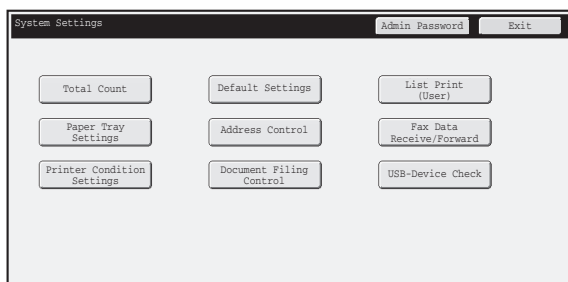 System Settings
Admin Password
Exit
Total Count
Default Settings
List Print
(User)
Paper Tray
Settings
Address Control
Fax Data
Receive/Forward
Printer Condition
Settings
Document Filing
Control
USB-Device Check